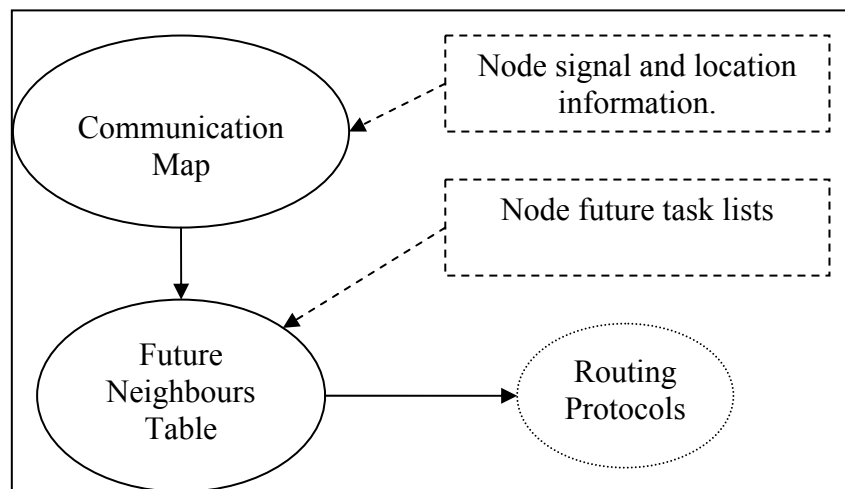 Node signal and location
information.
Communication
Map
Node future task lists
Future
Neighbours
Table
Routing
Protocols